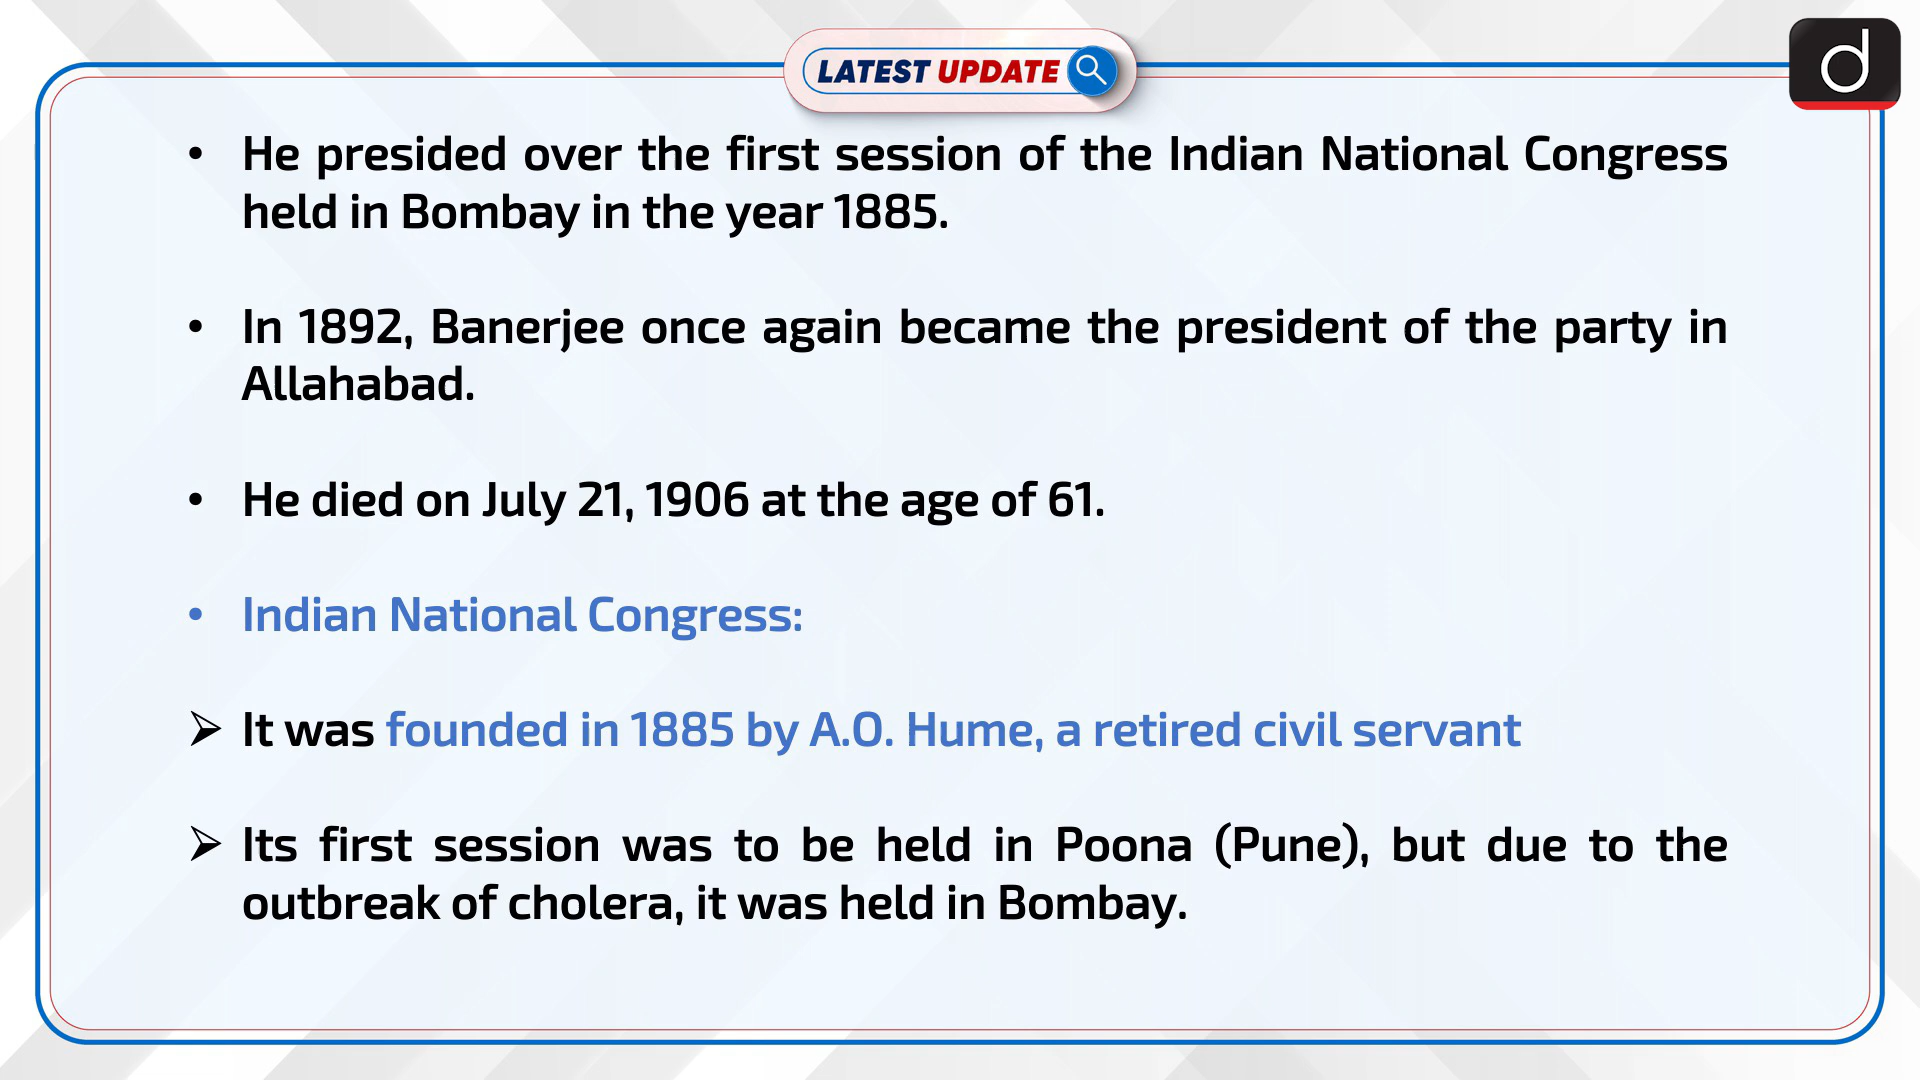 LATEST UPDATE
d
• He presided over the first session of the Indian National Congress
held in Bombay in the year 1885.
• In 1892, Banerjee once again became the president of the party in
Allahabad.
• He died on July 21, 1906 at the age of 61.
• Indian National Congress:
➢ It was founded in 1885 by A.O. Hume, a retired civil servant
➢ Its first session was to be held in Poona (Pune), but due to the
outbreak of cholera, it was held in Bombay.